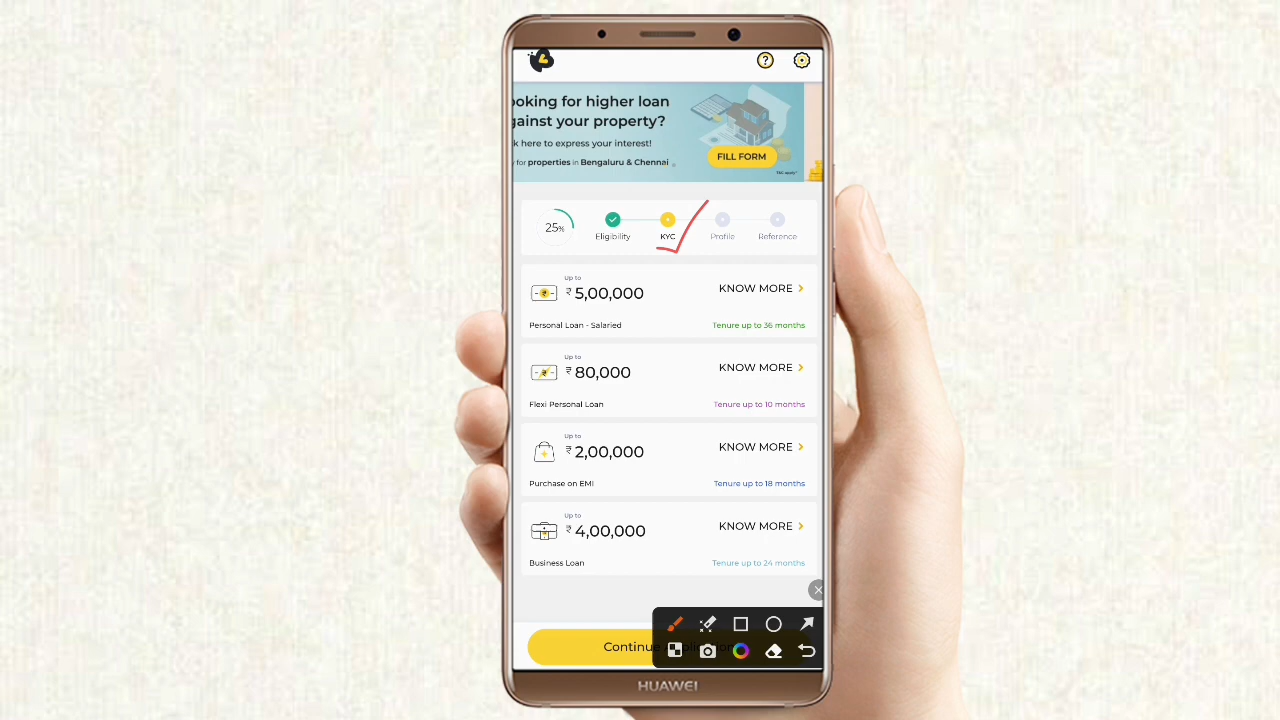 ?
ooking for higher loan
gainst your property?
k here to express your interest!
for properties in Bengaluru & Chennai
FILL FORM
T&C apply*
25%
Eligibility
KYC
Profile
Reference
Up to
₹ 5,00,000
KNOW MORE
Personal Loan - Salaried
Tenure up to 36 months
Up to
₹ 80,000
KNOW MORE
Flexi Personal Loan
Tenure up to 10 months
Up to
₹ 2,00,000
KNOW MORE
Purchase on EMI
Tenure up to 18 months
Up to
₹ 4,00,000
KNOW MORE
Business Loan
Tenure up to 24 months
Continue
HUAWEI